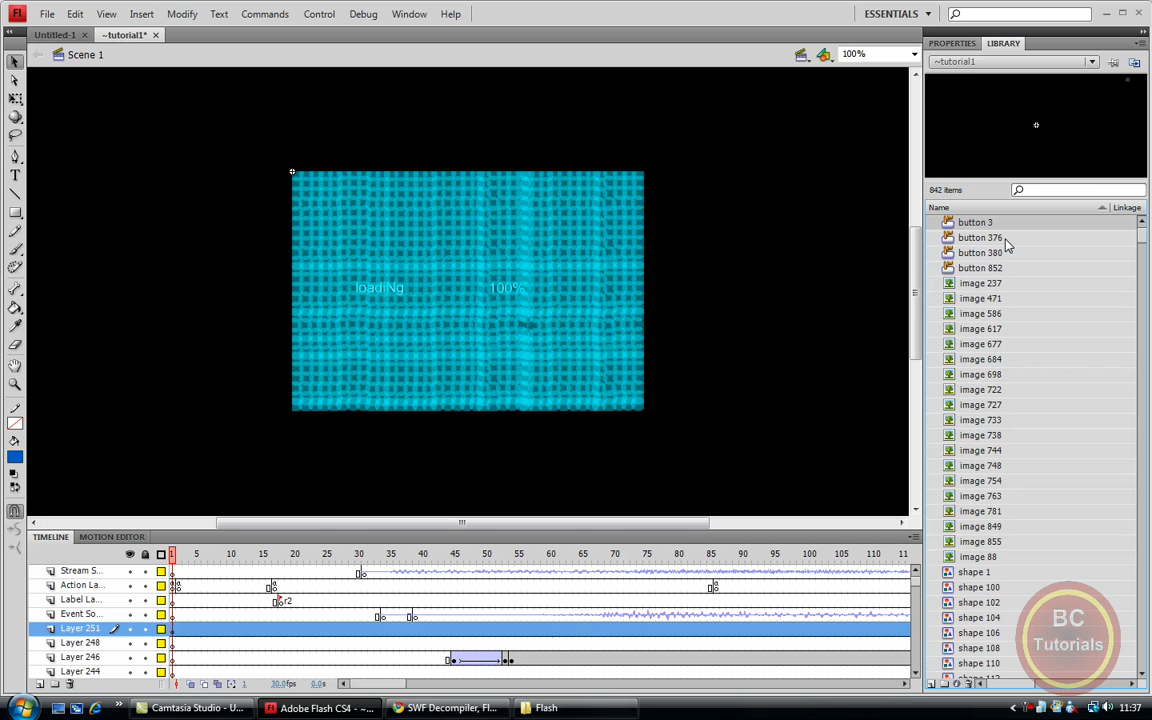 Fl File Edit View Insert Modify Text Commands Control Debug Window Help ESSENTIALS
Untitled-1 ~tutorial1*
Scene 1 100%
PROPERTIES LIBRARY
~tutorial1
842 items
Name Linkage
button 3
button 376
button 380
button 852
image 237
image 471
image 586
image 617
image 677
image 684
image 698
image 722
image 727
image 733
image 738
image 744
image 748
image 754
image 763
image 781
image 849
image 855
image 88
shape 1
shape 100
shape 102
shape 104
shape 106
shape 108
shape 110
loadiNg 100%
TIMELINE MOTION EDITOR
1 5 10 15 20 25 30 35 40 45 50 55 60 65 70 75 80 85 90 95 100 105 110 11
Stream S...
Action La...
Label La... r2
Event So...
Layer 251
Layer 248
Layer 246
Layer 244
1 30.0fps 0.0s
BC
Tutorials
Camtasia Studio - U... Adobe Flash CS4 - ~... SWF Decompiler, Fl... Flash 11:37